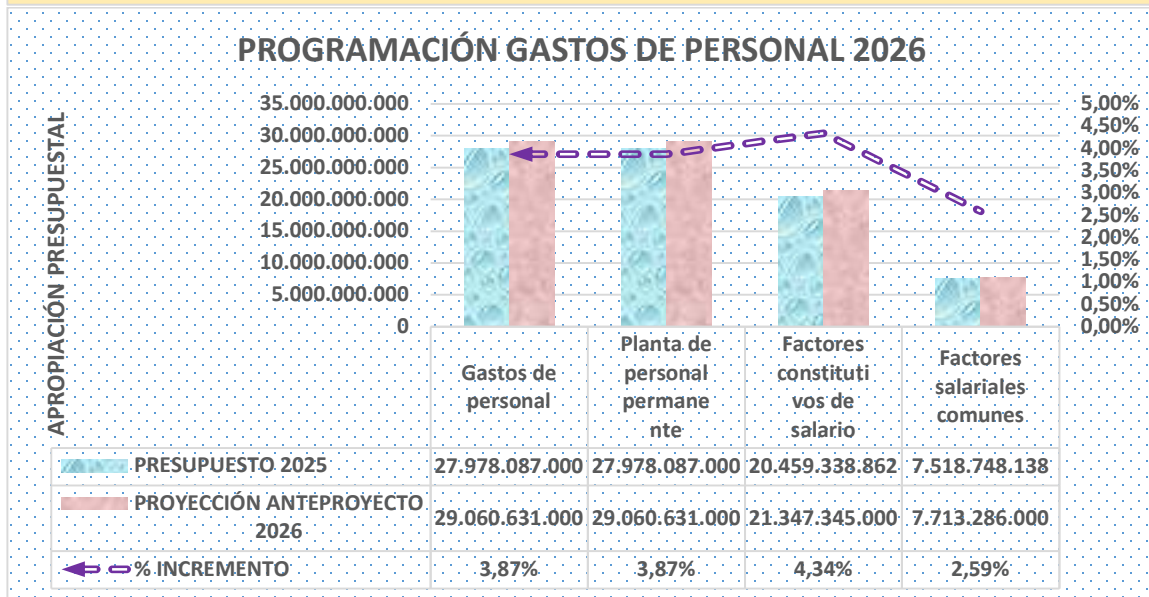 PROGRAMACIÓN GASTOS DE PERSONAL 2026
APROPIACIÓN PRESUPUESTAL
35.000.000.000
30.000.000.000
25.000.000.000
20.000.000.000
15.000.000.000
10.000.000.000
5.000.000.000
0
5,00%
4,50%
4,00%
3,50%
3,00%
2,50%
2,00%
1,50%
1,00%
0,50%
0,00%
Gastos de
personal
Planta de
personal
permane
nte
Factores
constituti
vos de
salario
Factores
salariales
comunes
PRESUPUESTO 2025 27.978.087.000 27.978.087.000 20.459.338.862 7.518.748.138
PROYECCIÓN ANTEPROYECTO
2026 29.060.631.000 29.060.631.000 21.347.345.000 7.713.286.000
% INCREMENTO 3,87% 3,87% 4,34% 2,59%